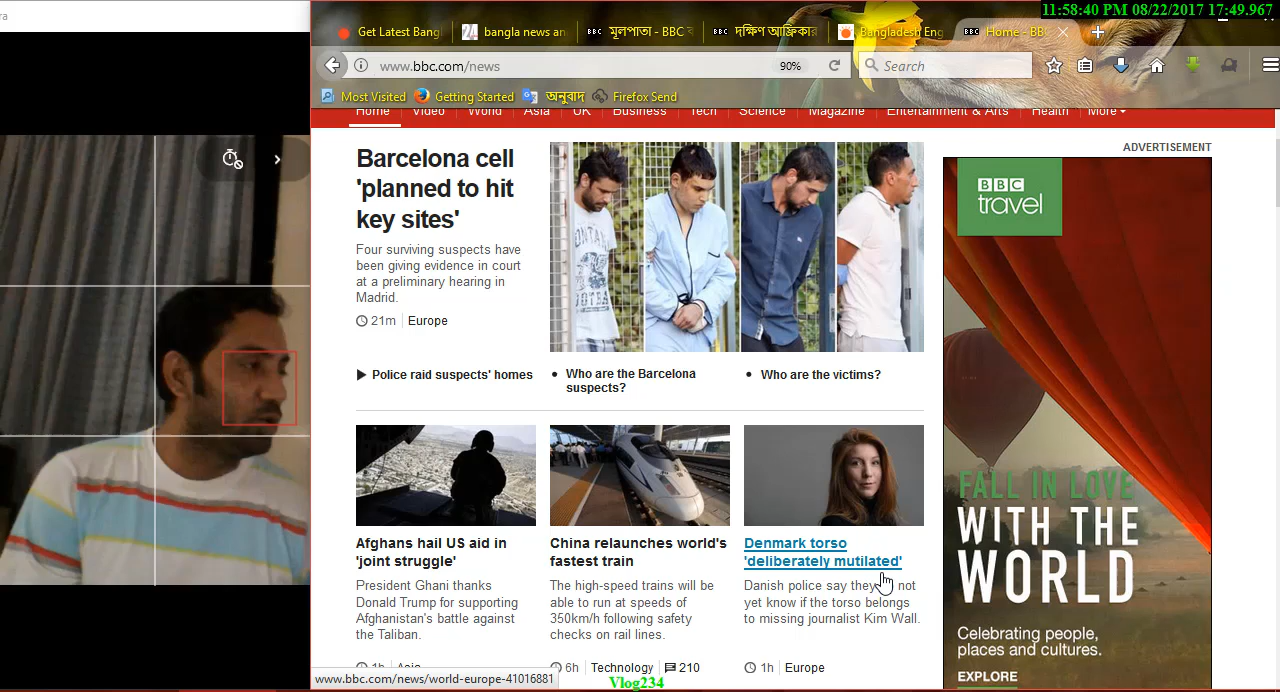 ra
11:58:40 PM 08/22/2017 17:49.967
Get Latest Bangl
24 bangla news an
BBC মূলপাতা - BBC ব
BBC দক্ষিণ আফ্রিকার
Bangladesh Eng
BBC Home - BBC
www.bbc.com/news
90%
Search
Most Visited
Getting Started
অনুবাদ
Firefox Send
Home Video World Asia UK Business Tech Science Magazine Entertainment & Arts Health More
Barcelona cell
'planned to hit
key sites'
Four surviving suspects have
been giving evidence in court
at a preliminary hearing in
Madrid.
21m Europe
Police raid suspects' homes
Who are the Barcelona
suspects?
Who are the victims?
Afghans hail US aid in
'joint struggle'
President Ghani thanks
Donald Trump for supporting
Afghanistan's battle against
the Taliban.
1h Asia
China relaunches world's
fastest train
The high-speed trains will be
able to run at speeds of
350km/h following safety
checks on rail lines.
6h Technology 210
Denmark torso
'deliberately mutilated'
Danish police say they not
yet know if the torso belongs
to missing journalist Kim Wall.
1h Europe
ADVERTISEMENT
BBC
travel
FALL IN LOVE
WITH THE
WORLD
Celebrating people,
places and cultures.
EXPLORE
www.bbc.com/news/world-europe-41016881
Vlog234